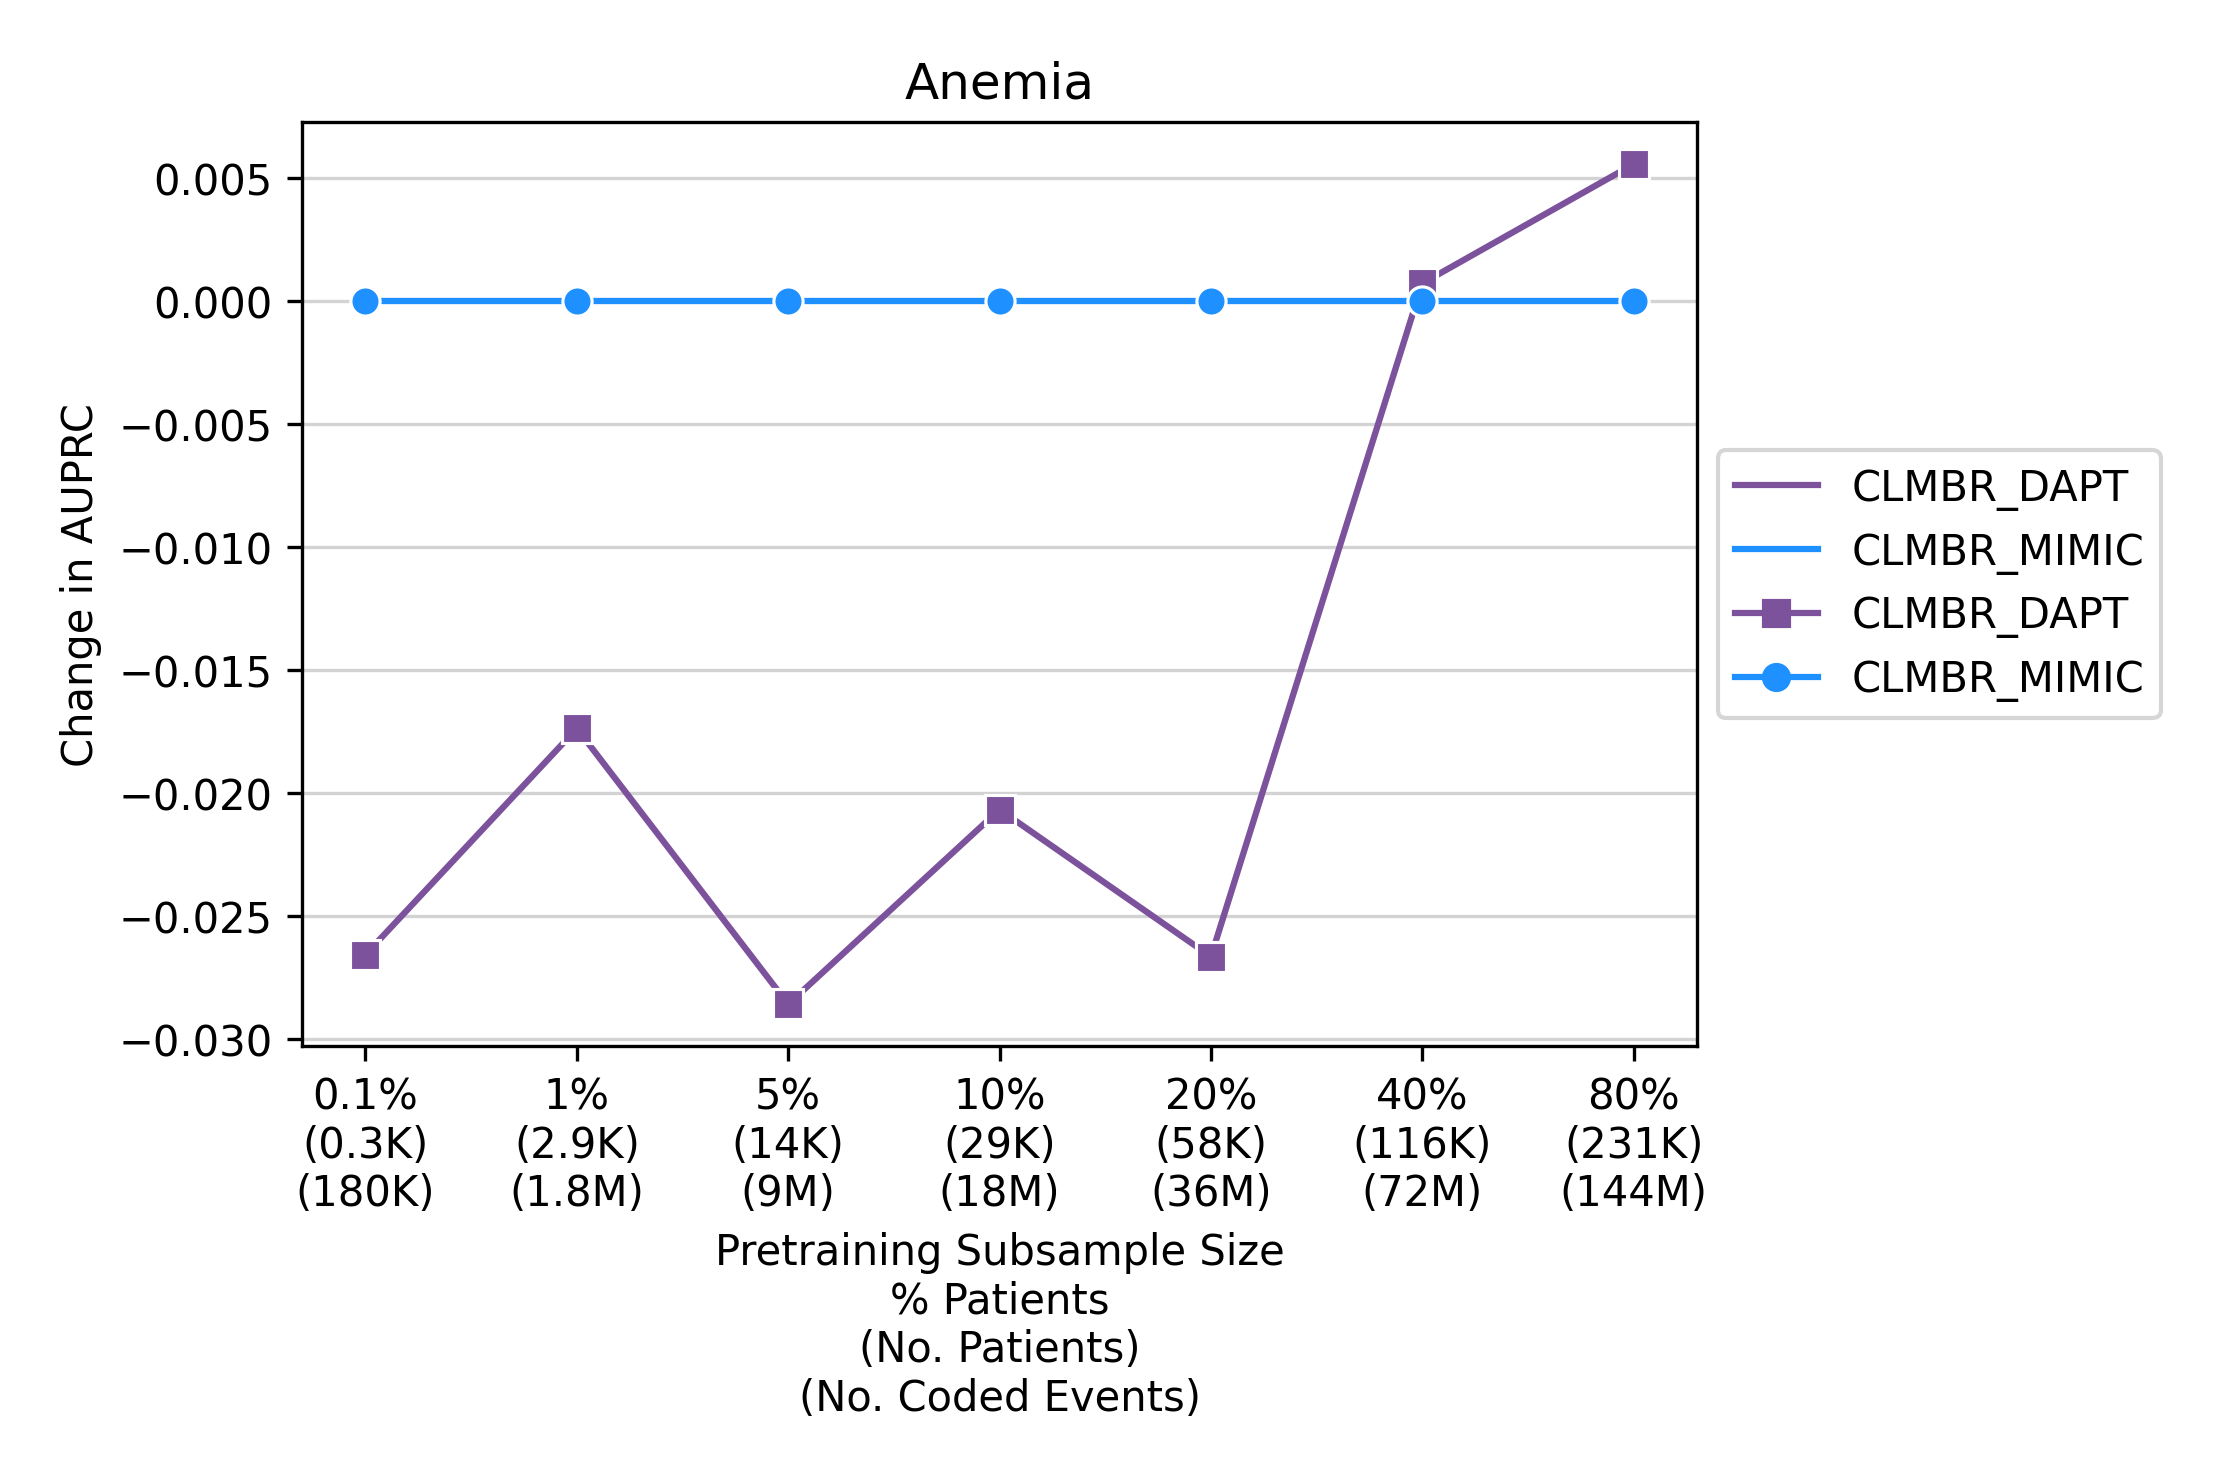 Anemia
0.005
0.000
−0.005
−0.010
−0.015
−0.020
−0.025
−0.030
Change in AUPRC
0.1% 1% 5% 10% 20% 40% 80%
(0.3K) (2.9K) (14K) (29K) (58K) (116K) (231K)
(180K) (1.8M) (9M) (18M) (36M) (72M) (144M)
Pretraining Subsample Size
% Patients
(No. Patients)
(No. Coded Events)
CLMBR_DAPT
CLMBR_MIMIC
CLMBR_DAPT
CLMBR_MIMIC